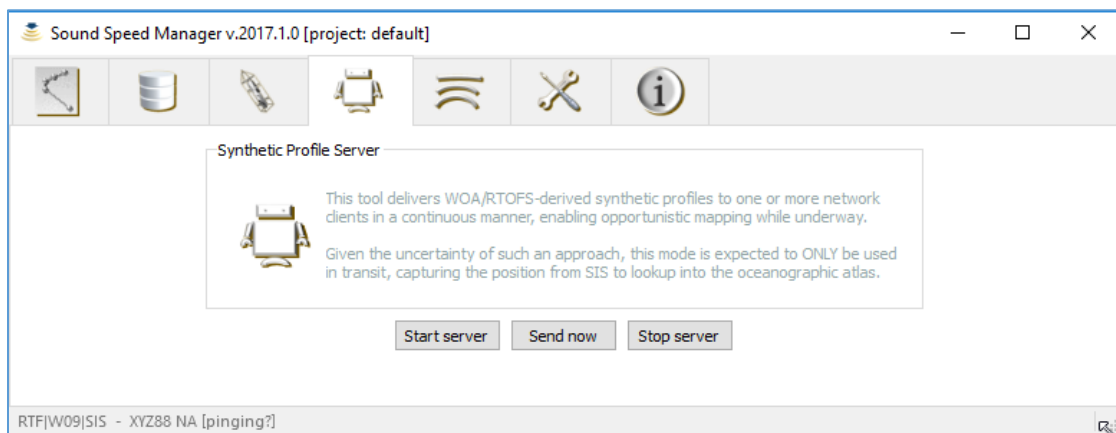 Sound Speed Manager v.2017.1.0 [project: default]
Synthetic Profile Server
This tool delivers WOA/RTOFS-derived synthetic profiles to one or more network
clients in a continuous manner, enabling opportunistic mapping while underway.
Given the uncertainty of such an approach, this mode is expected to ONLY be used
in transit, capturing the position from SIS to lookup into the oceanographic atlas.
Start server Send now Stop server
RTF|W09|SIS - XYZ88 NA [pinging?]